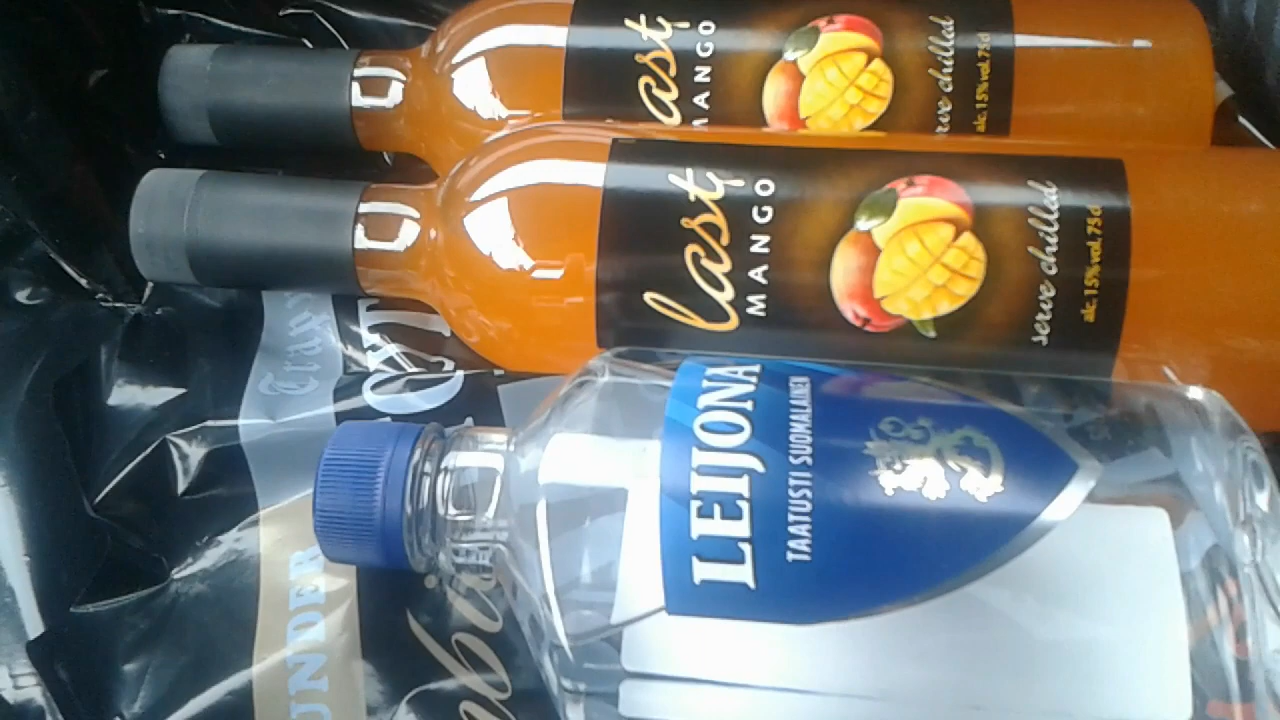 last
MANGO
serve chilled
alc. 15% vol. 75cl
last
MANGO
serve chilled
alc. 15% vol. 75cl
LEIJONA
TAATUSTI SUOMALAINEN
UNDER